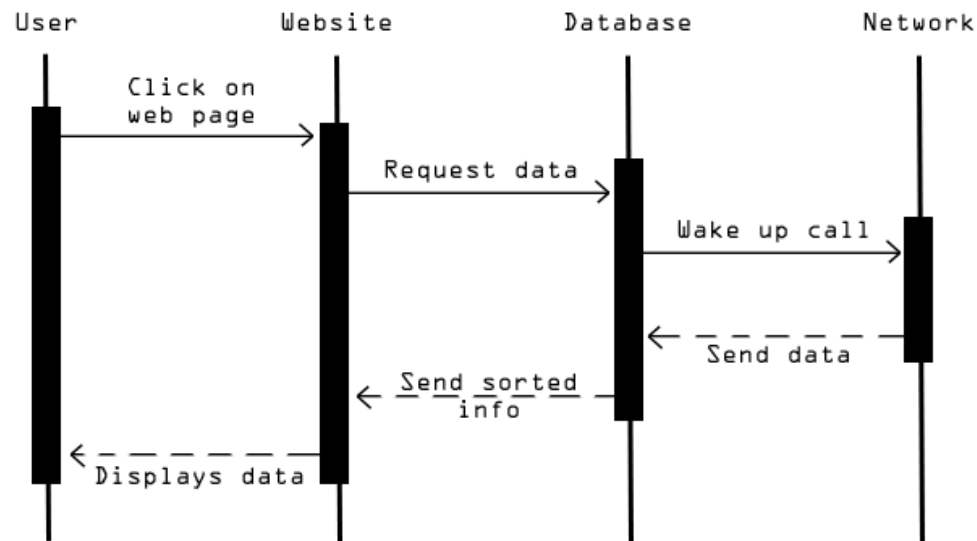 User Website Database Network
Click on
web page
Request data
Wake up call
Send data
Send sorted
info
Displays data